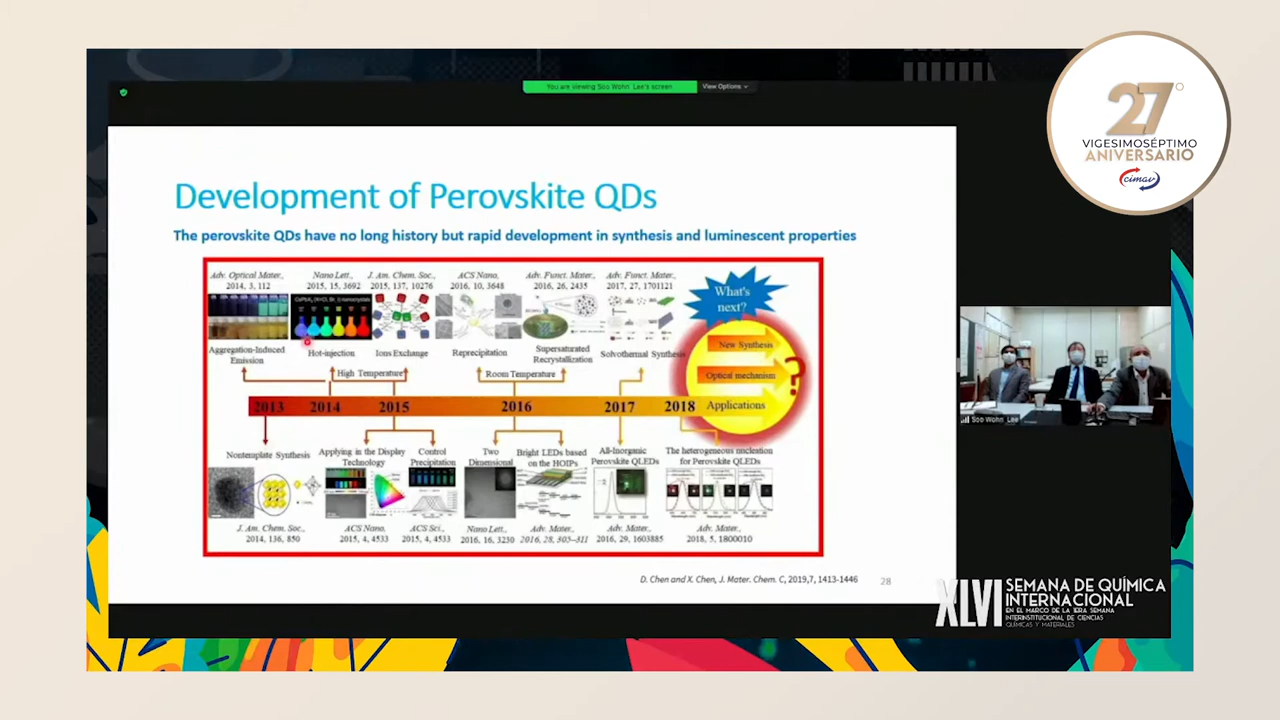 You are viewing Soo Wohn Lee's screen
View Options
27°
VIGESIMOSÉPTIMO
ANIVERSARIO
cimav
Development of Perovskite QDs
The perovskite QDs have no long history but rapid development in synthesis and luminescent properties
Adv. Optical Mater., 2014, 3, 112
Nano Lett., 2015, 15, 3692
J. Am. Chem. Soc., 2015, 137, 10276
ACS Nano, 2016, 10, 3648
Adv. Funct. Mater., 2016, 26, 2435
Adv. Funct. Mater., 2017, 27, 1701121
What's
next?
Aggregation-Induced
Emission
Hot-injection
Ions Exchange
Reprecipitation
Supersaturated
Recrystallization
Solvothermal Synthesis
New Synthesis
Optical mechanism
Applications
?
High Temperature
Room Temperature
2013 2014 2015 2016 2017 2018
Nontemplate Synthesis
Applying in the Display
Technology
Control
Precipitation
Two
Dimensional
Bright LEDs based
on the HOIPs
All-Inorganic
Perovskite QLEDs
The heterogeneous nucleation
for Perovskite QLEDs
J. Am. Chem. Soc.,
2014, 136, 850
ACS Nano,
2015, 4, 4533
ACS Sci.,
2015, 4, 4533
Nano Lett.,
2016, 16, 3230
Adv. Mater.,
2016, 28, 305–311
Adv. Mater.,
2016, 29, 1603885
Adv. Mater.,
2018, 5, 1800010
D. Chen and X. Chen, J. Mater. Chem. C, 2019,7, 1413-1446
28
Soo Wohn Lee
XLVI
SEMANA DE QUÍMICA
INTERNACIONAL
EN EL MARCO DE LA 1ERA SEMANA
INTERINSTITUCIONAL DE CIENCIAS
QUÍMICAS Y MATERIALES